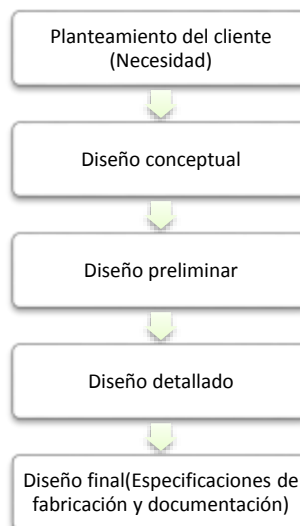 Planteamiento del cliente
(Necesidad)
Diseño conceptual
Diseño preliminar
Diseño detallado
Diseño final(Especificaciones de
fabricación y documentación)